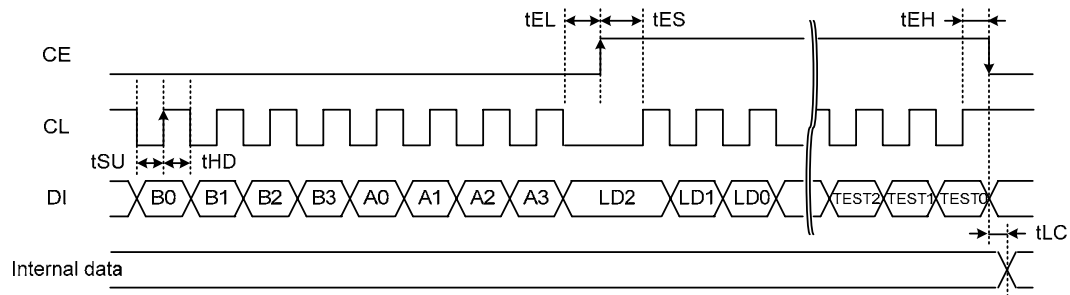 tEL tES tEH
CE
CL
tSU tHD
DI B0 B1 B2 B3 A0 A1 A2 A3 LD2 LD1 LD0 TEST2 TEST1 TEST0
tLC
Internal data